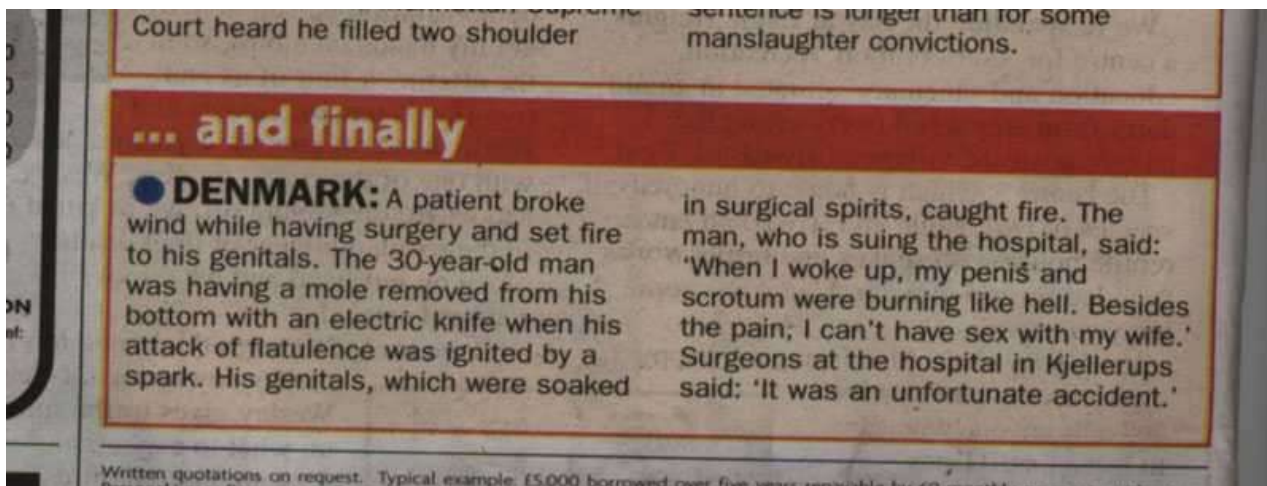 Court heard he filled two shoulder
sentence is longer than for some
manslaughter convictions.
... and finally
● DENMARK: A patient broke
wind while having surgery and set fire
to his genitals. The 30-year-old man
was having a mole removed from his
bottom with an electric knife when his
attack of flatulence was ignited by a
spark. His genitals, which were soaked
in surgical spirits, caught fire. The
man, who is suing the hospital, said:
'When I woke up, my penis and
scrotum were burning like hell. Besides
the pain, I can't have sex with my wife.'
Surgeons at the hospital in Kjellerups
said: 'It was an unfortunate accident.'
ON
Written quotations on request. Typical example £5,000 borrowed over five years